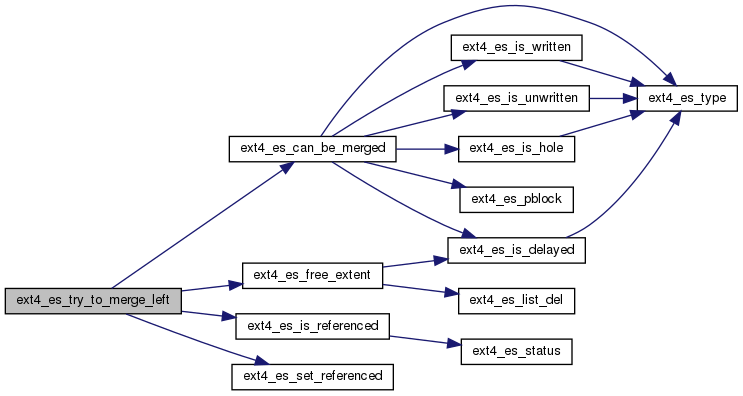 ext4_es_is_written
ext4_es_is_unwritten
ext4_es_type
ext4_es_can_be_merged
ext4_es_is_hole
ext4_es_pblock
ext4_es_is_delayed
ext4_es_free_extent
ext4_es_try_to_merge_left
ext4_es_list_del
ext4_es_is_referenced
ext4_es_status
ext4_es_set_referenced